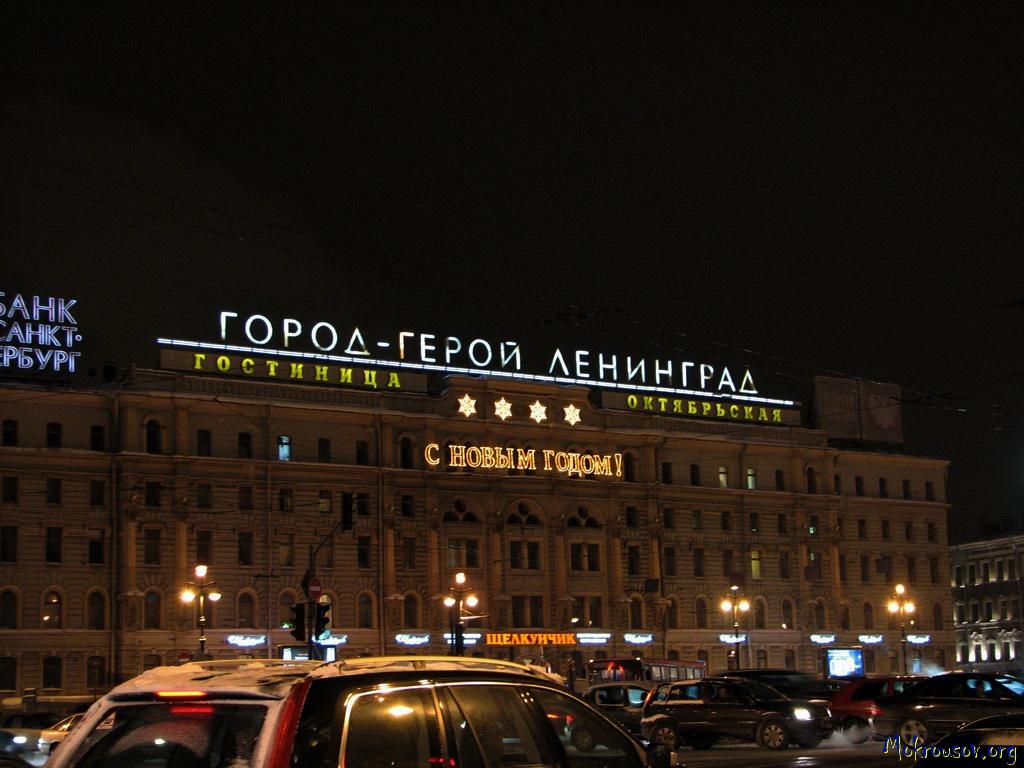 ГОРОД-ГЕРОЙ ЛЕНИНГРАД
ГОСТИНИЦА
ОКТЯБРЬСКАЯ
БАНК
САНКТ-
ЕРБУРГ
С НОВЫМ ГОДОМ!
ЩЕЛКУНЧИК
Mokrousov.org